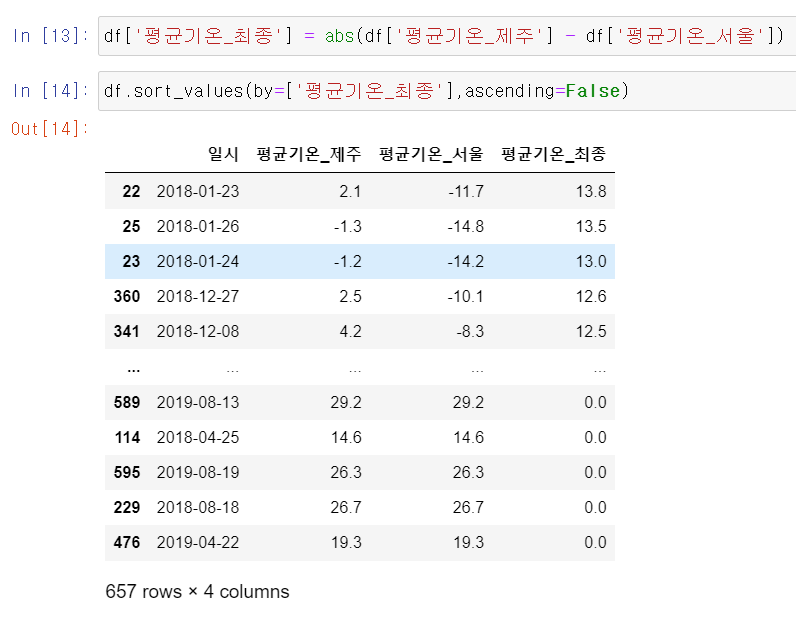 In [13]: df['평균기온_최종'] = abs(df['평균기온_제주'] - df['평균기온_서울'])
In [14]: df.sort_values(by=['평균기온_최종'],ascending=False)
Out[14]:
일시 평균기온_제주 평균기온_서울 평균기온_최종
22 2018-01-23 2.1 -11.7 13.8
25 2018-01-26 -1.3 -14.8 13.5
23 2018-01-24 -1.2 -14.2 13.0
360 2018-12-27 2.5 -10.1 12.6
341 2018-12-08 4.2 -8.3 12.5
... ... ... ... ...
589 2019-08-13 29.2 29.2 0.0
114 2018-04-25 14.6 14.6 0.0
595 2019-08-19 26.3 26.3 0.0
229 2018-08-18 26.7 26.7 0.0
476 2019-04-22 19.3 19.3 0.0
657 rows × 4 columns